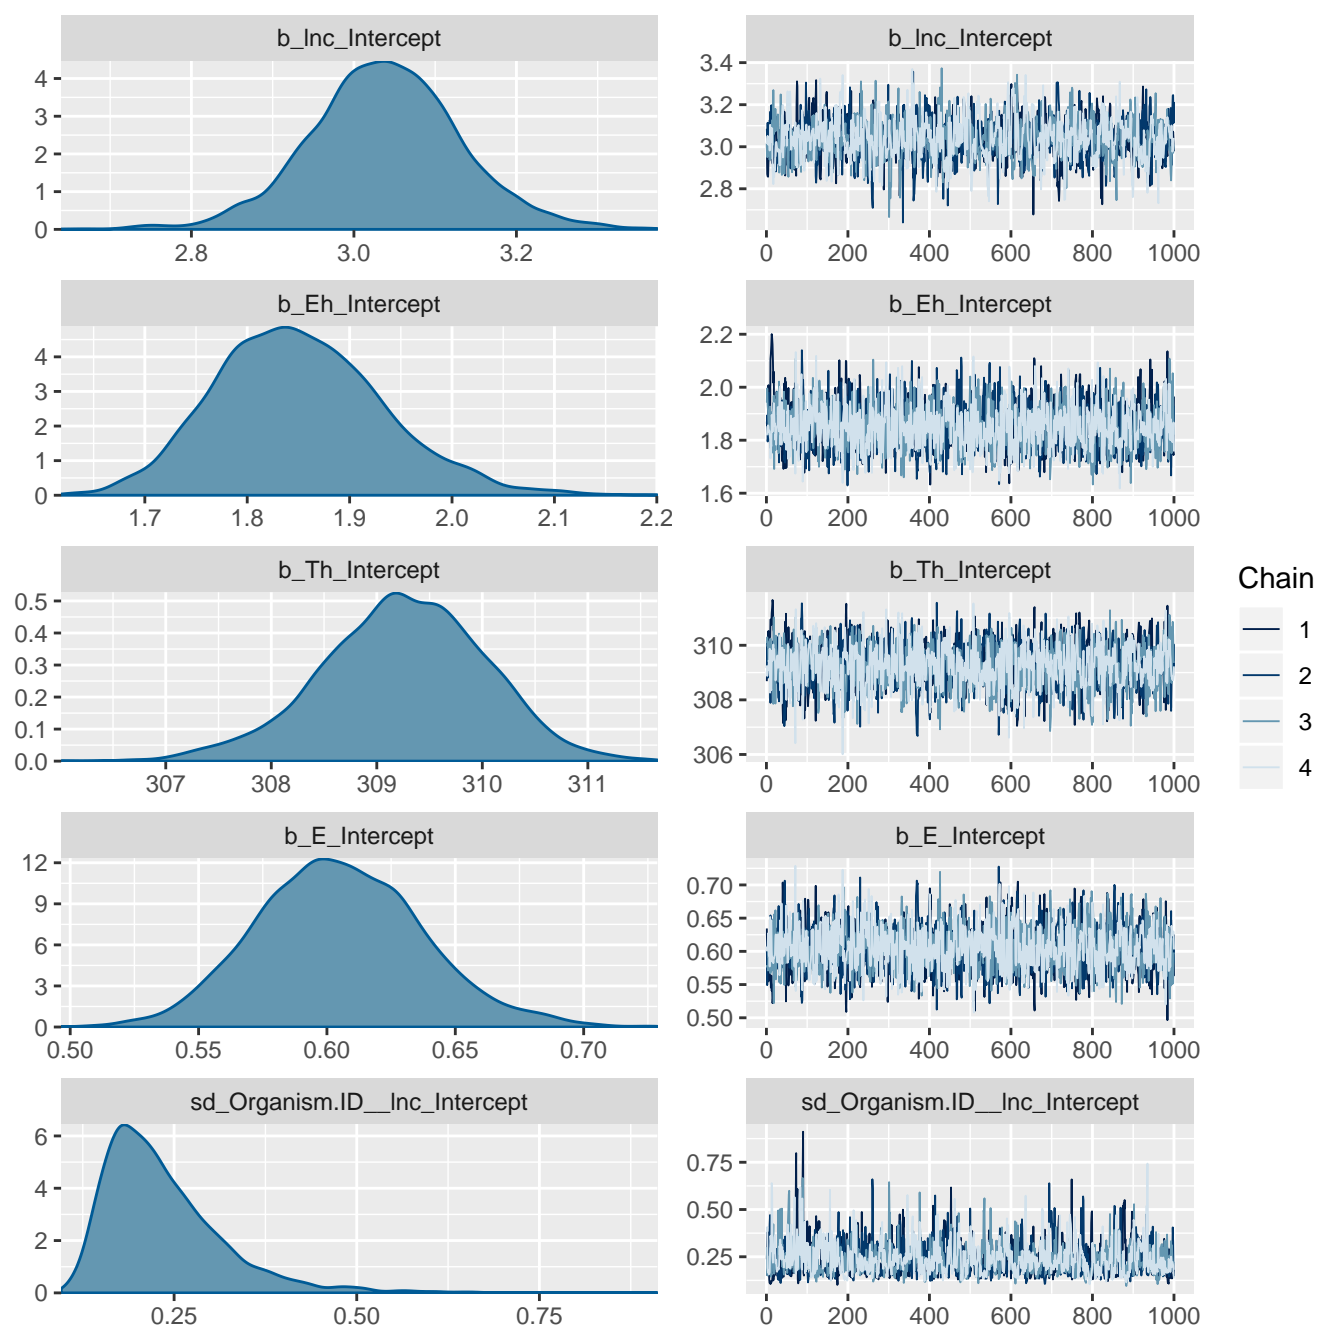 b_lnc_Intercept
4
3
2
1
0
2.8 3.0 3.2
b_lnc_Intercept
3.4
3.2
3.0
2.8
0 200 400 600 800 1000
b_Eh_Intercept
4
3
2
1
0
1.7 1.8 1.9 2.0 2.1 2.2
b_Eh_Intercept
2.2
2.0
1.8
1.6
0 200 400 600 800 1000
b_Th_Intercept
0.5
0.4
0.3
0.2
0.1
0.0
307 308 309 310 311
b_Th_Intercept
310
308
306
0 200 400 600 800 1000
b_E_Intercept
12
9
6
3
0
0.50 0.55 0.60 0.65 0.70
b_E_Intercept
0.70
0.65
0.60
0.55
0.50
0 200 400 600 800 1000
sd_Organism.ID__lnc_Intercept
6
4
2
0
0.25 0.50 0.75
sd_Organism.ID__lnc_Intercept
0.75
0.50
0.25
0 200 400 600 800 1000
Chain
1
2
3
4